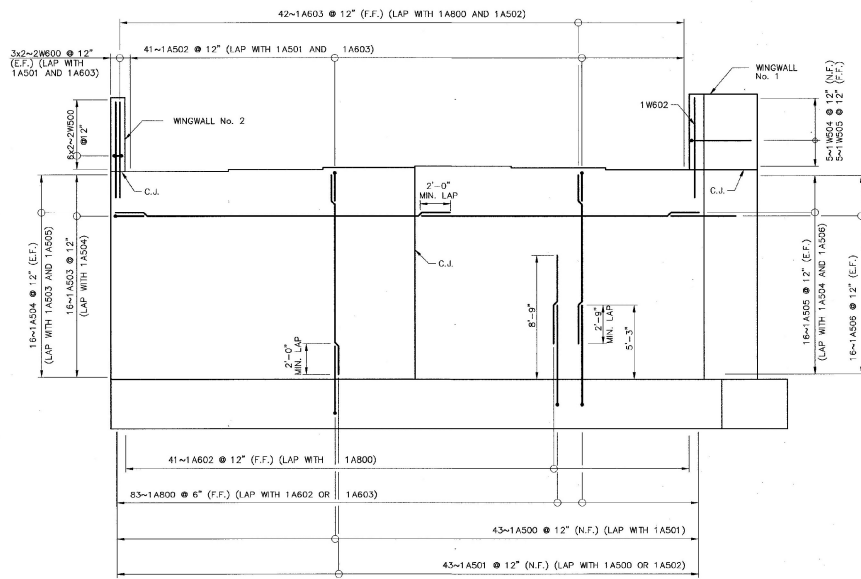 42~1A603 @ 12" (F.F.) (LAP WITH 1A800 AND 1A502)
3x2~2W600 @ 12"
(E.F.) (LAP WITH
1A501 AND 1A603)
41~1A502 @ 12" (LAP WITH 1A501 AND 1A603)
WINGWALL
No. 1
1W602
6x2~2W500
@12"
WINGWALL No. 2
5~1W504 @ 12" (N.F.)
5~1W505 @ 12" (F.F.)
C.J.
2'-0"
MIN. LAP
C.J.
16~1A504 @ 12" (E.F.)
(LAP WITH 1A503 AND 1A505)
16~1A503 @ 12"
(LAP WITH 1A504)
C.J.
8'-9"
2'-9"
MIN. LAP
5'-3"
2'-0"
MIN. LAP
16~1A505 @ 12" (E.F.)
(LAP WITH 1A504 AND 1A506)
16~1A506 @ 12" (E.F.)
41~1A602 @ 12" (F.F.) (LAP WITH 1A800)
83~1A800 @ 6" (F.F.) (LAP WITH 1A602 OR 1A603)
43~1A500 @ 12" (N.F.) (LAP WITH 1A501)
43~1A501 @ 12" (N.F.) (LAP WITH 1A500 OR 1A502)